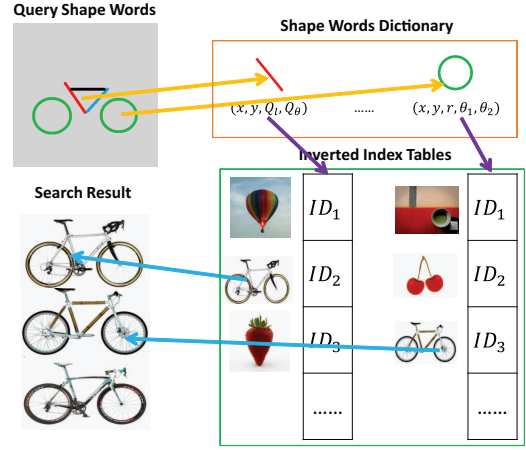 Query Shape Words
Shape Words Dictionary
(x, y, Q_l, Q_θ)
......
(x, y, r, θ_1, θ_2)
Inverted Index Tables
Search Result
ID_1
ID_1
ID_2
ID_2
ID_3
ID_3
......
......